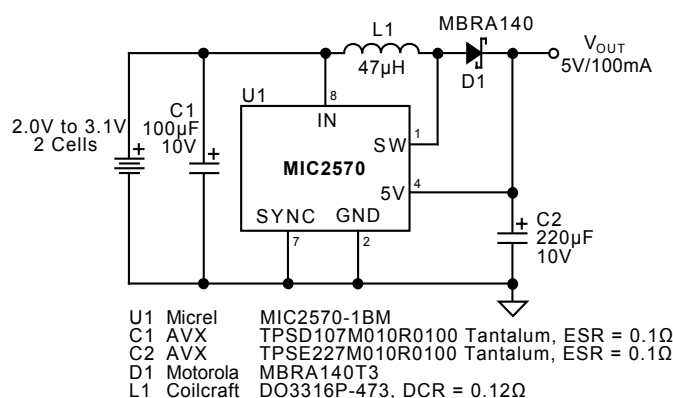 L1
47µH
MBRA140
D1
VOUT
5V/100mA
2.0V to 3.1V
2 Cells
+
C1
100µF
10V
+
U1
8
IN
SW
1
MIC2570
5V
4
SYNC
GND
7
2
+
C2
220µF
10V
U1 Micrel MIC2570-1BM
C1 AVX TPSD107M010R0100 Tantalum, ESR = 0.1Ω
C2 AVX TPSE227M010R0100 Tantalum, ESR = 0.1Ω
D1 Motorola MBRA140T3
L1 Coilcraft DO3316P-473, DCR = 0.12Ω